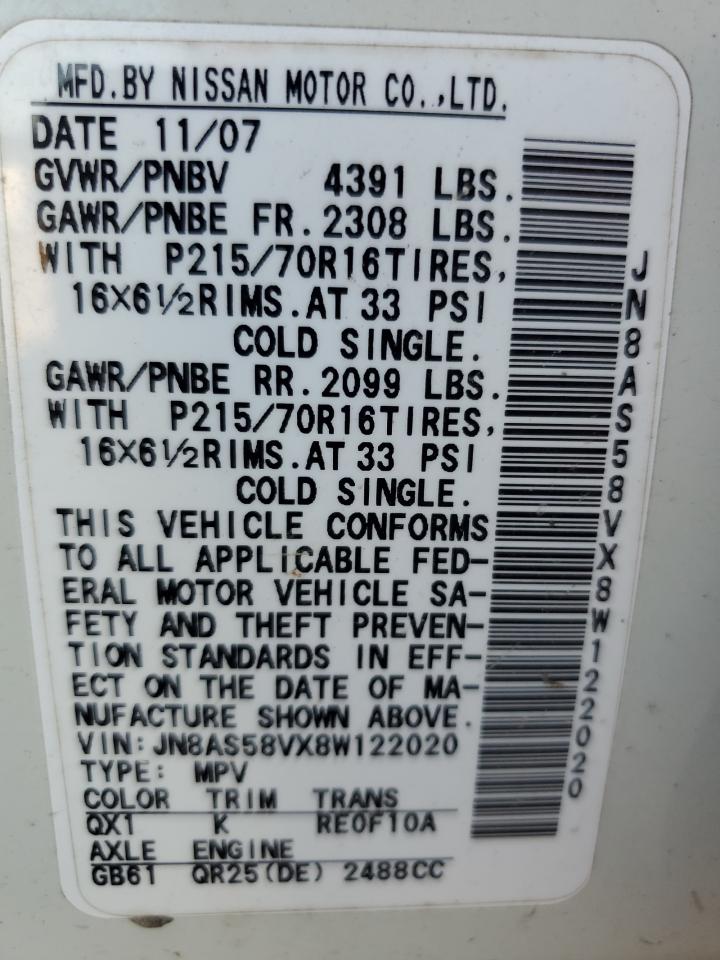 MFD.BY NISSAN MOTOR CO.,LTD.
DATE 11/07
GVWR/PNBV 4391 LBS.
GAWR/PNBE FR.2308 LBS.
WITH P215/70R16TIRES,
16X6½RIMS.AT 33 PSI
COLD SINGLE.
GAWR/PNBE RR.2099 LBS.
WITH P215/70R16TIRES,
16X6½RIMS.AT 33 PSI
COLD SINGLE.
THIS VEHICLE CONFORMS
TO ALL APPLICABLE FED-
ERAL MOTOR VEHICLE SA-
FETY AND THEFT PREVEN-
TION STANDARDS IN EFF-
ECT ON THE DATE OF MA-
NUFACTURE SHOWN ABOVE.
VIN:JN8AS58VX8W122020
TYPE: MPV
COLOR TRIM TRANS
QX1 K RE0F10A
AXLE ENGINE
GB61 QR25(DE) 2488CC
JN8AS58VX8W122020